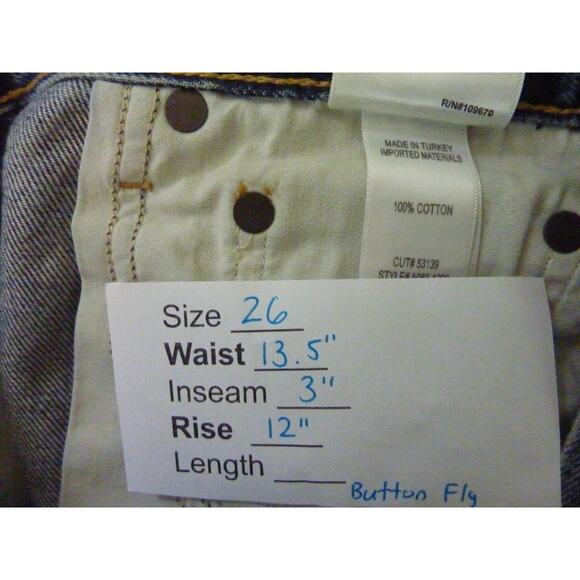 R/N#109670
MADE IN TURKEY
IMPORTED MATERIALS
100% COTTON
CUT# 53139
Size 26
Waist 13.5"
Inseam 3"
Rise 12"
Length
Button Fly